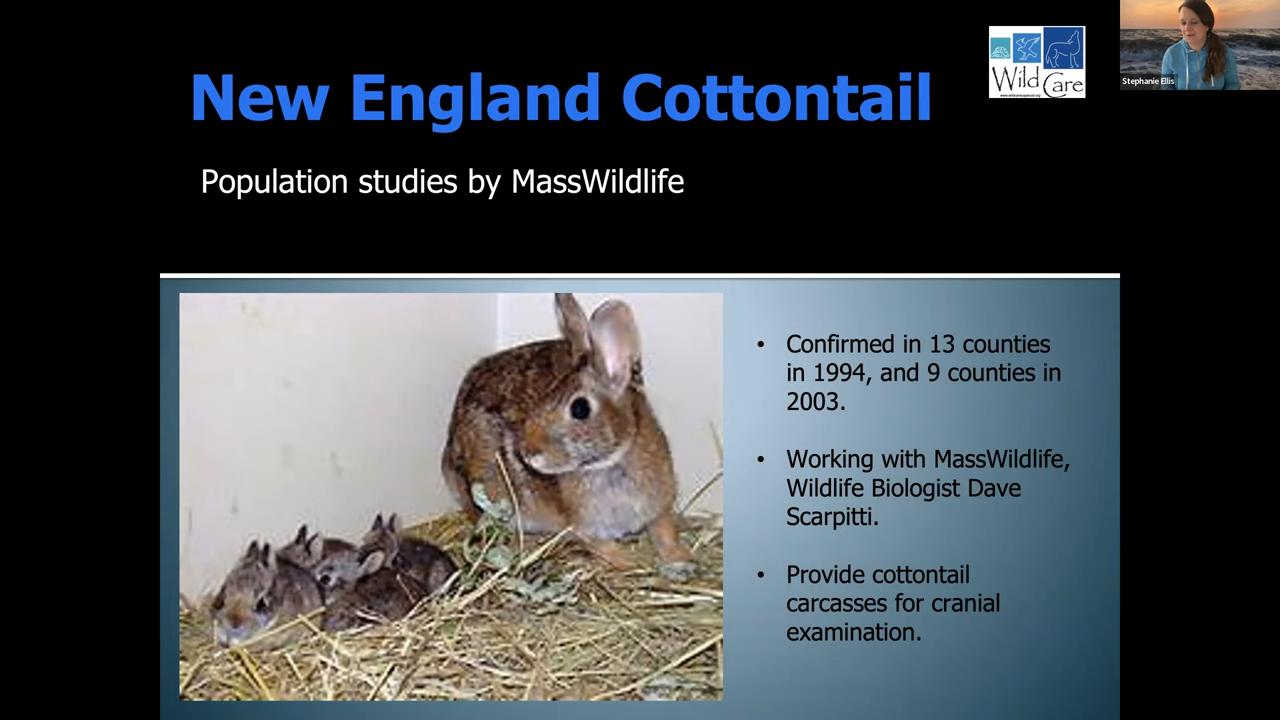 New England Cottontail
Population studies by MassWildlife
Wild Care
Stephanie Ellis
• Confirmed in 13 counties
in 1994, and 9 counties in
2003.
• Working with MassWildlife,
Wildlife Biologist Dave
Scarpitti.
• Provide cottontail
carcasses for cranial
examination.